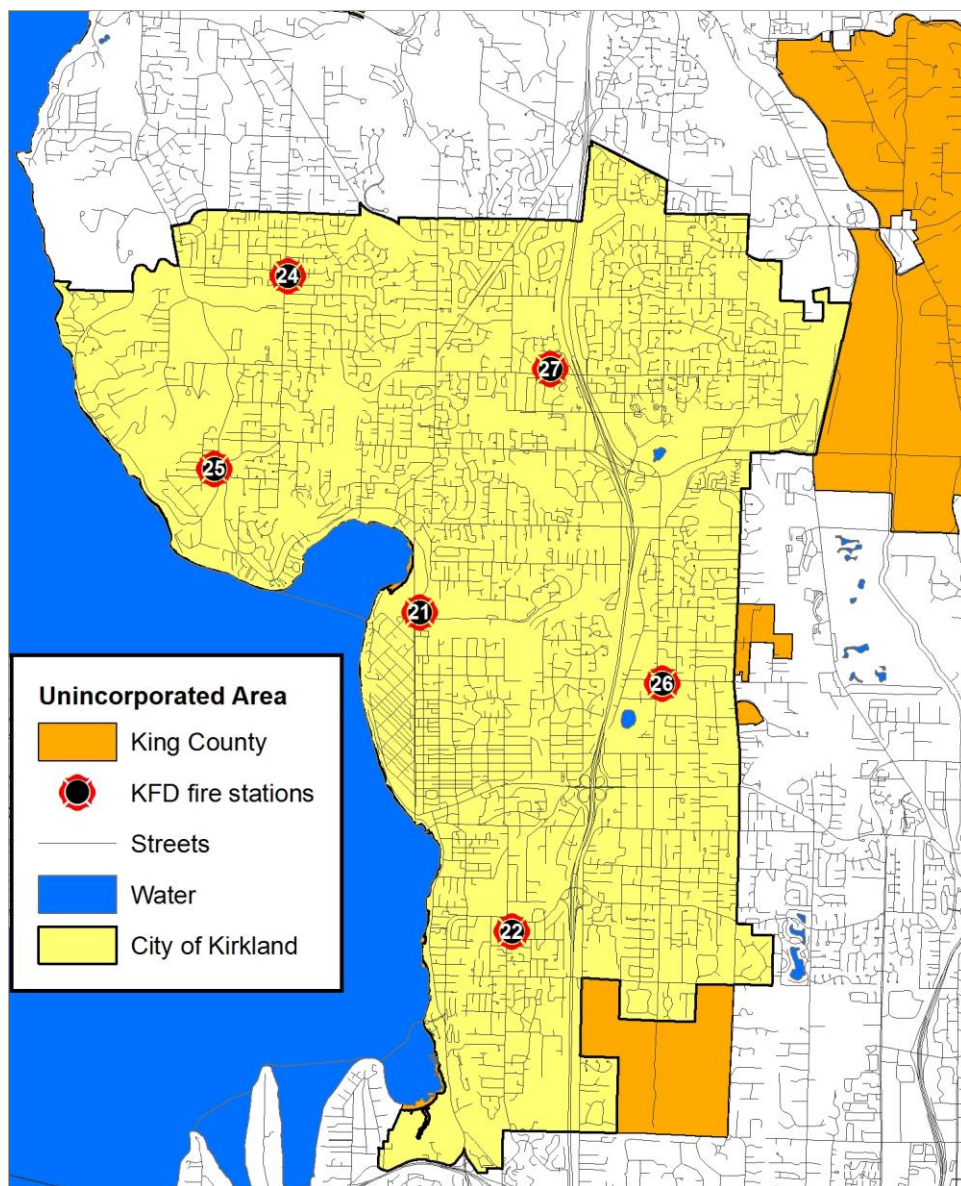 24
27
25
21
26
22
Unincorporated Area
King County
KFD fire stations
Streets
Water
City of Kirkland